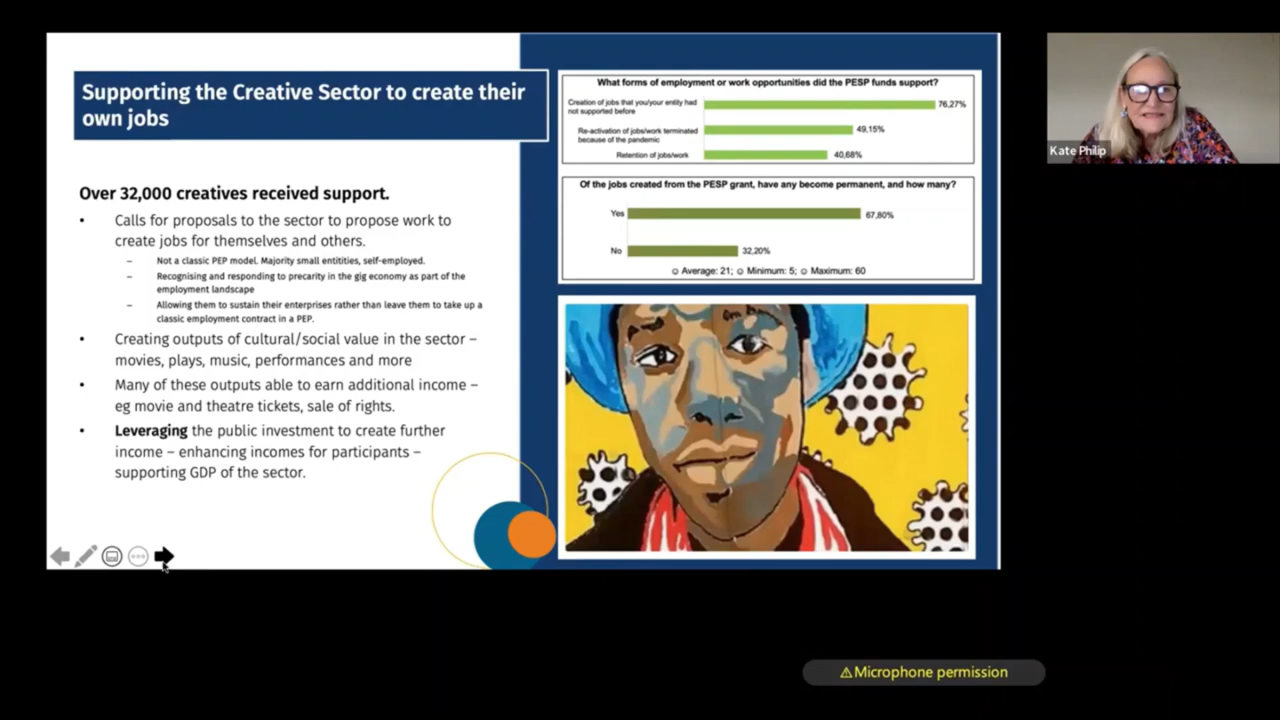 Supporting the Creative Sector to create their
own jobs
Over 32,000 creatives received support.
• Calls for proposals to the sector to propose work to
create jobs for themselves and others.
– Not a classic PEP model. Majority small entitities, self-employed.
– Recognising and responding to precarity in the gig economy as part of the
employment landscape
– Allowing them to sustain their enterprises rather than leave them to take up a
classic employment contract in a PEP.
• Creating outputs of cultural/social value in the sector –
movies, plays, music, performances and more
• Many of these outputs able to earn additional income –
eg movie and theatre tickets, sale of rights.
• Leveraging the public investment to create further
income – enhancing incomes for participants –
supporting GDP of the sector.
What forms of employment or work opportunities did the PESP funds support?
Creation of jobs that you/your entity had
not supported before
76,27%
Re-activation of jobs/work terminated
because of the pandemic
49,15%
Retention of jobs/work
40,68%
Of the jobs created from the PESP grant, have any become permanent, and how many?
Yes
67,80%
No
32,20%
☺ Average: 21; ☺ Minimum: 5; ☺ Maximum: 60
Kate Philip
⚠Microphone permission